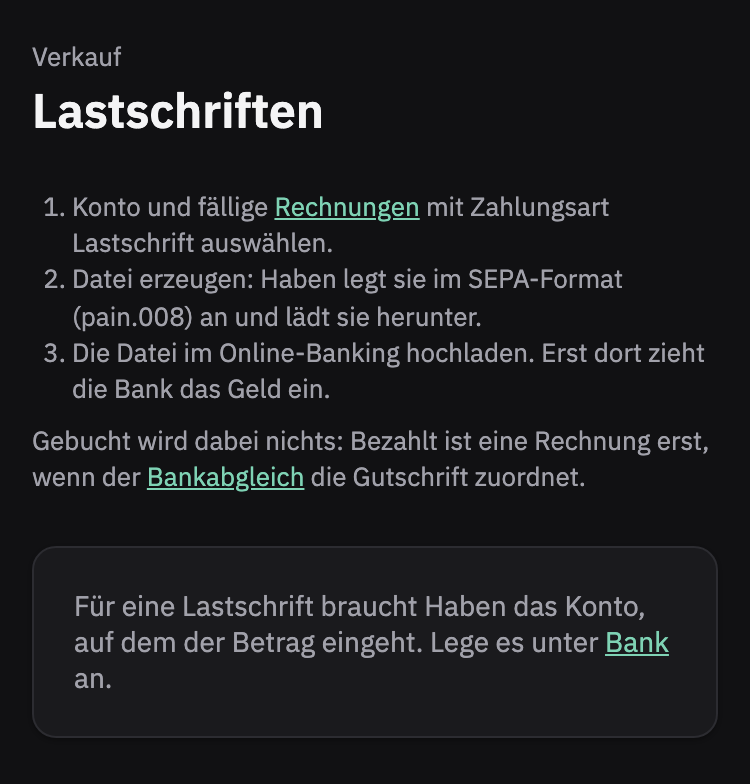 Verkauf
Lastschriften
1. Konto und fällige Rechnungen mit Zahlungsart
Lastschrift auswählen.
2. Datei erzeugen: Haben legt sie im SEPA-Format
(pain.008) an und lädt sie herunter.
3. Die Datei im Online-Banking hochladen. Erst dort zieht
die Bank das Geld ein.
Gebucht wird dabei nichts: Bezahlt ist eine Rechnung erst,
wenn der Bankabgleich die Gutschrift zuordnet.
Für eine Lastschrift braucht Haben das Konto,
auf dem der Betrag eingeht. Lege es unter Bank
an.